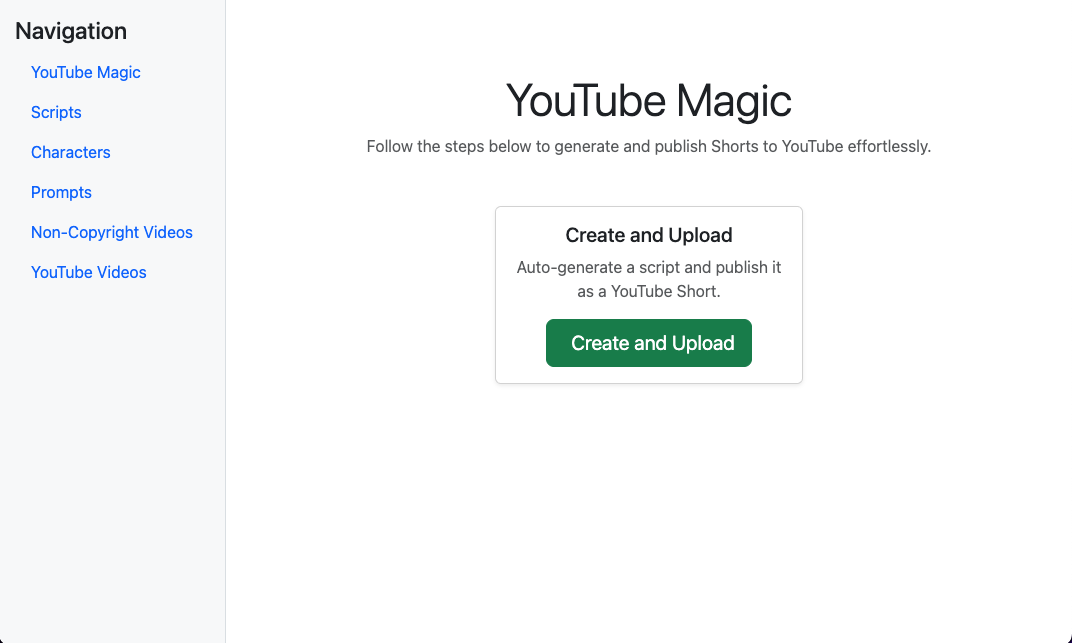 Navigation
YouTube Magic
Scripts
Characters
Prompts
Non-Copyright Videos
YouTube Videos
YouTube Magic
Follow the steps below to generate and publish Shorts to YouTube effortlessly.
Create and Upload
Auto-generate a script and publish it
as a YouTube Short.
Create and Upload